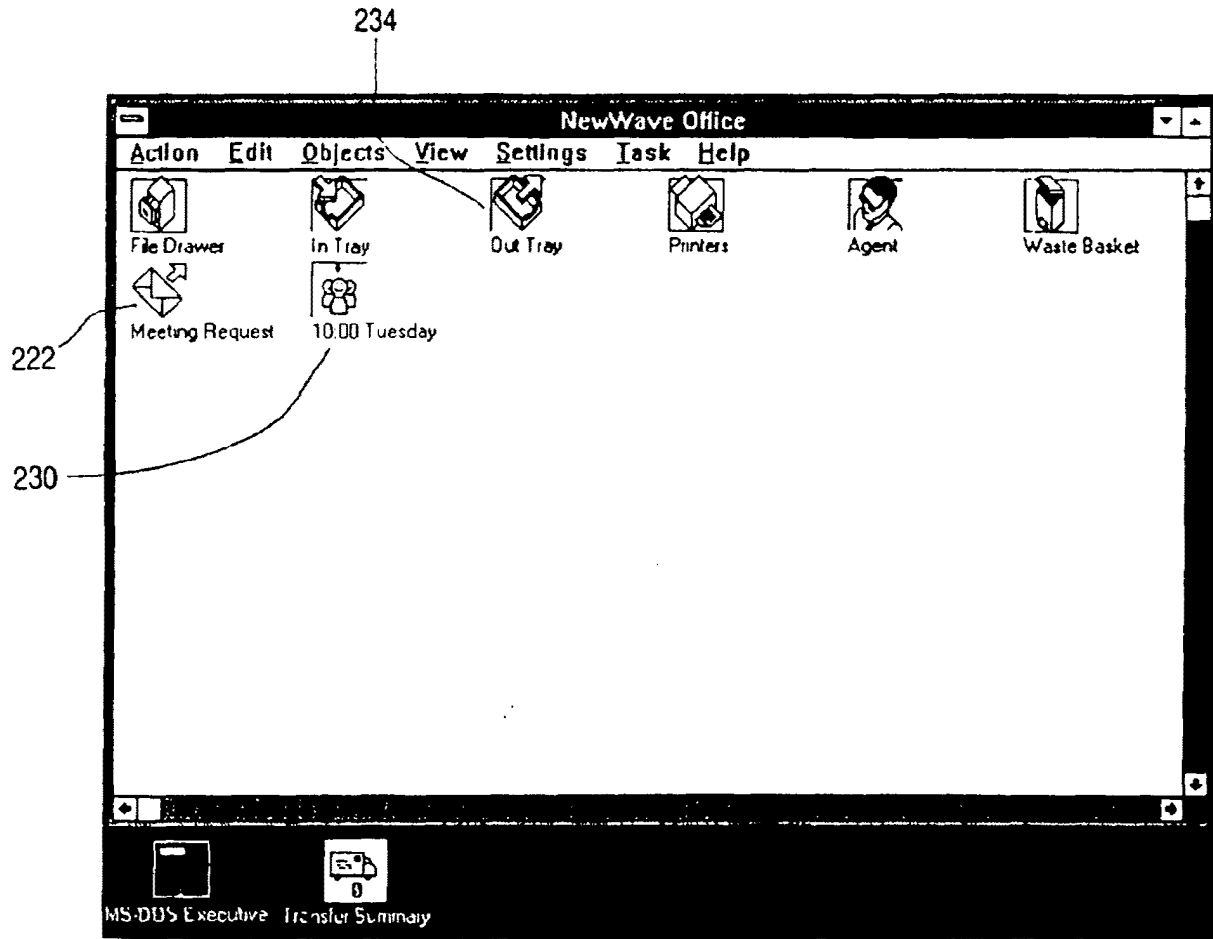 234
NewWave Office
Action Edit Objects View Settings Task Help
File Drawer In Tray Out Tray Printers Agent Waste Basket
Meeting Request 10:00 Tuesday
222
230
0
MS-DOS Executive Transfer Summary